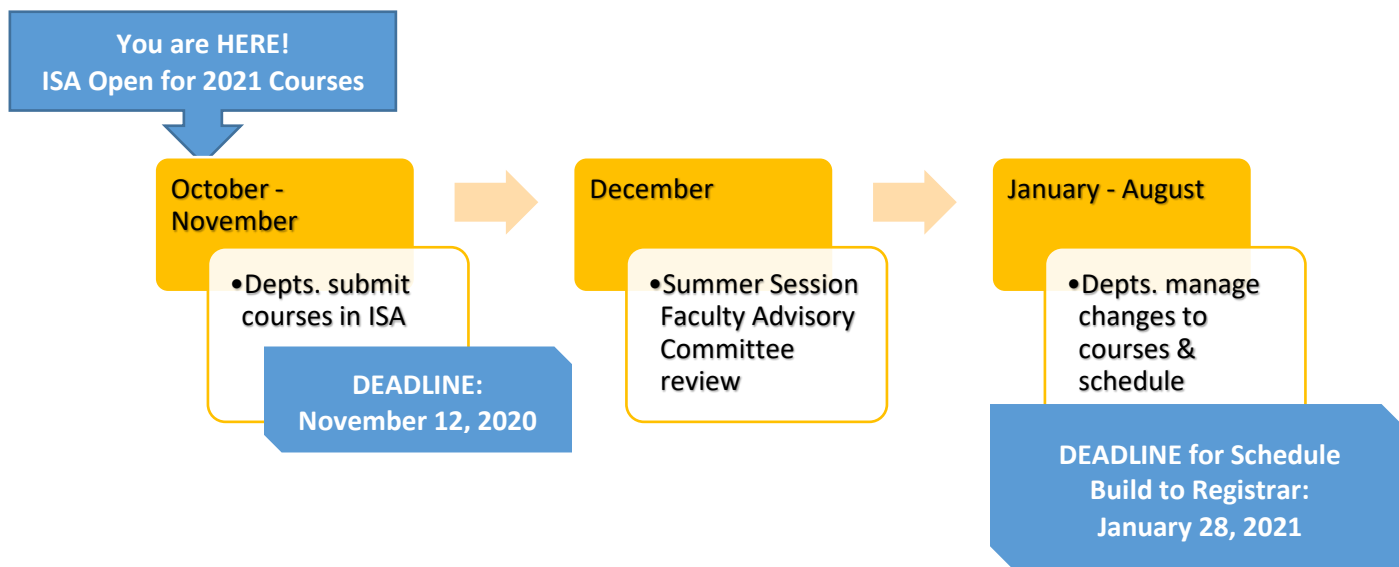 You are HERE!
ISA Open for 2021 Courses
October -
November
•Depts. submit
courses in ISA
DEADLINE:
November 12, 2020
December
•Summer Session
Faculty Advisory
Committee
review
January - August
•Depts. manage
changes to
courses &
schedule
DEADLINE for Schedule
Build to Registrar:
January 28, 2021